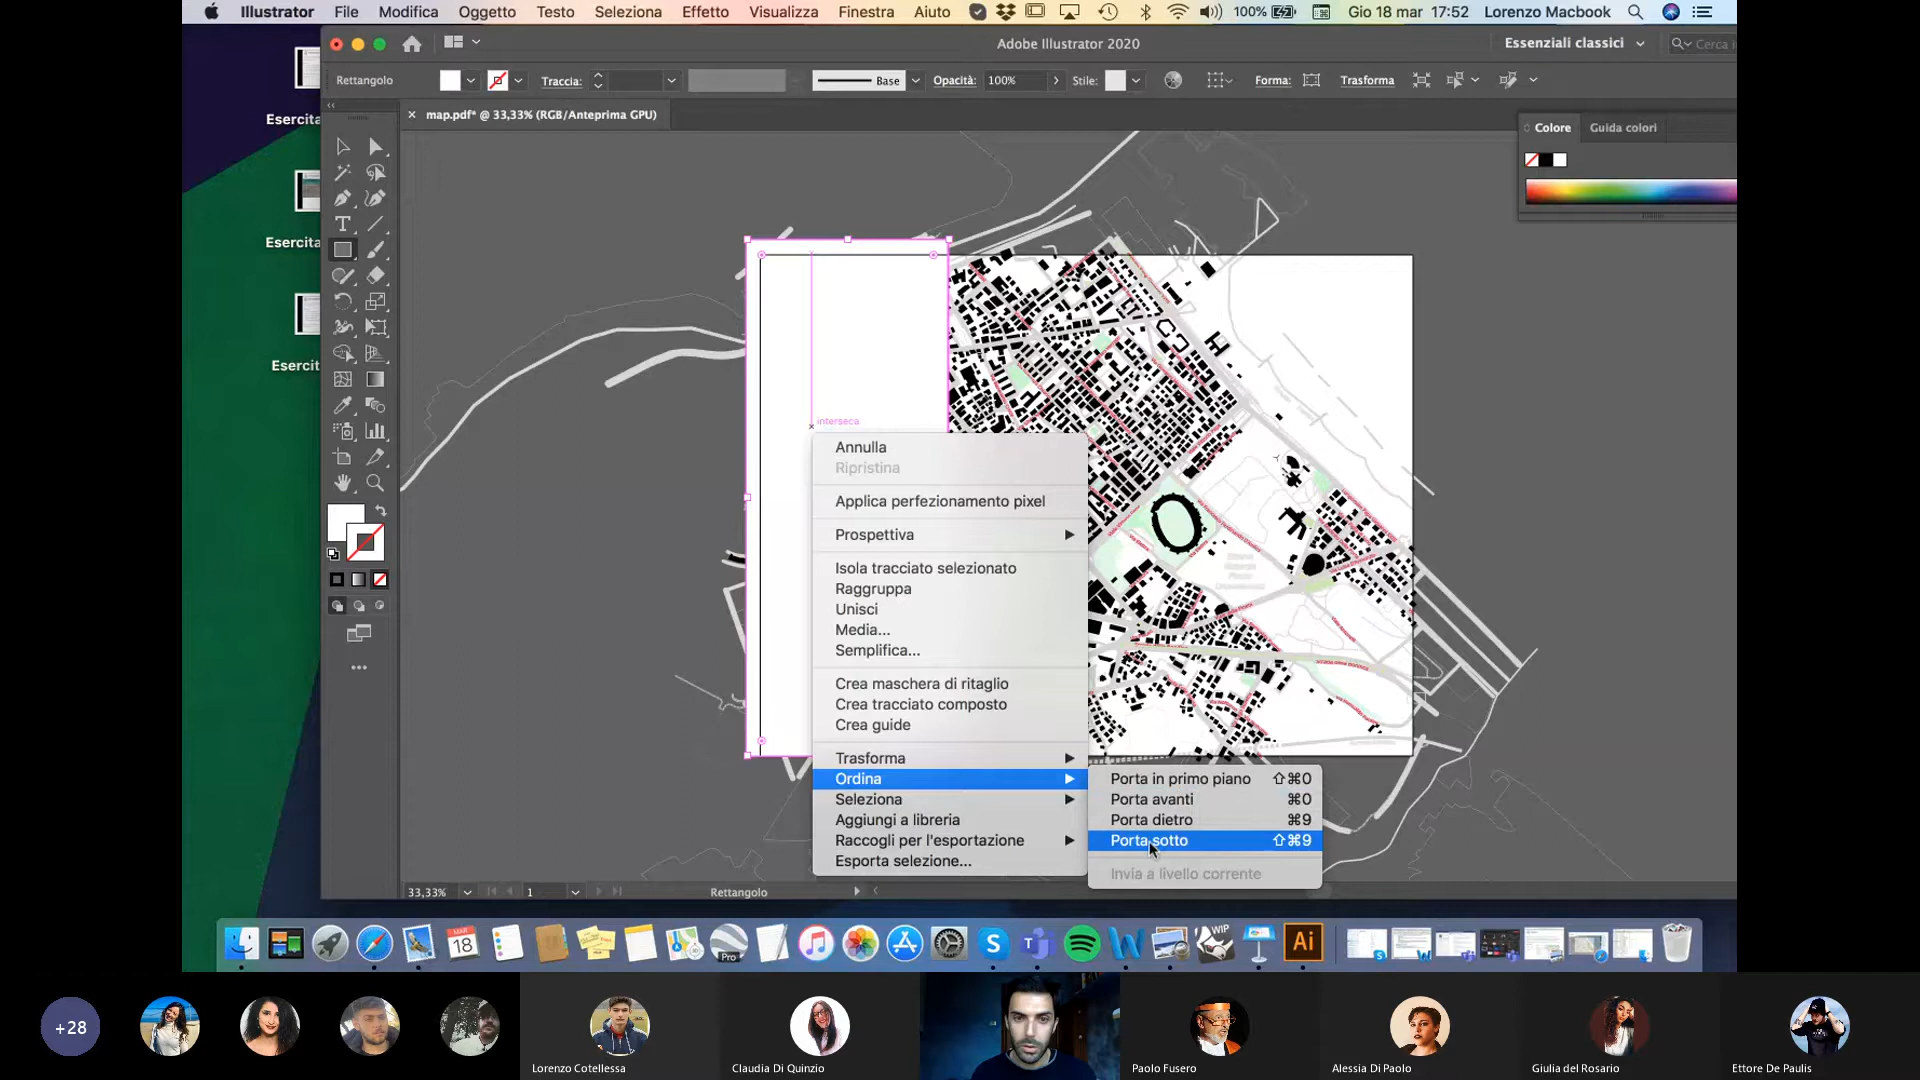 Illustrator File Modifica Oggetto Testo Seleziona Effetto Visualizza Finestra Aiuto 100% Gio 18 mar 17:52 Lorenzo Macbook
Adobe Illustrator 2020
Essenziali classici
Cerca
Rettangolo
Traccia:
Base
Opacità:
100%
Stile:
Forma:
Trasforma
× map.pdf* @ 33,33% (RGB/Anteprima GPU)
Esercita
Esercita
Esercit
Colore
Guida colori
interseca
Annulla
Ripristina
Applica perfezionamento pixel
Prospettiva
Isola tracciato selezionato
Raggruppa
Unisci
Media...
Semplifica...
Crea maschera di ritaglio
Crea tracciato composto
Crea guide
Trasforma
Ordina
Seleziona
Aggiungi a libreria
Raccogli per l'esportazione
Esporta selezione...
Porta in primo piano ⇧⌘0
Porta avanti ⌘0
Porta dietro ⌘9
Porta sotto ⇧⌘9
Invia a livello corrente
33,33%
1
Rettangolo
MAR
18
Pro
WIP
Ai
+28
Lorenzo Cotellessa
Claudia Di Quinzio
Paolo Fusero
Alessia Di Paolo
Giulia del Rosario
Ettore De Paulis